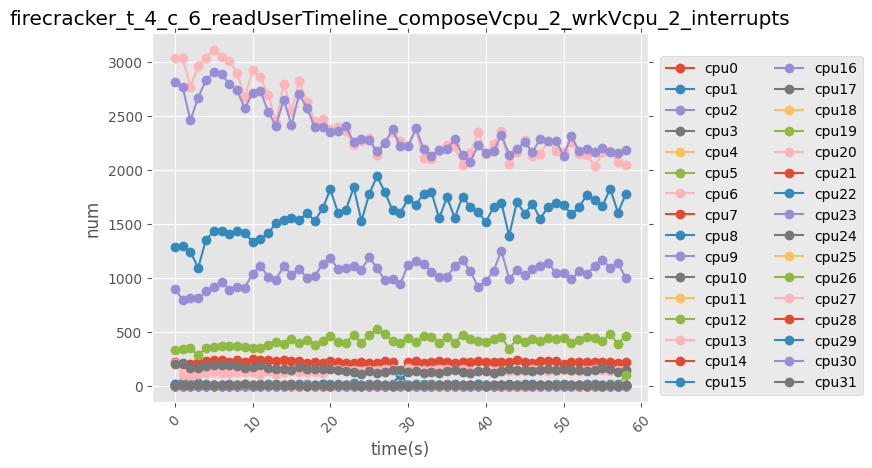 firecracker_t_4_c_6_readUserTimeline_composeVcpu_2_wrkVcpu_2_interrupts
3000
2500
2000
1500
1000
500
0
num
0
10
20
30
40
50
60
time(s)
cpu0
cpu1
cpu2
cpu3
cpu4
cpu5
cpu6
cpu7
cpu8
cpu9
cpu10
cpu11
cpu12
cpu13
cpu14
cpu15
cpu16
cpu17
cpu18
cpu19
cpu20
cpu21
cpu22
cpu23
cpu24
cpu25
cpu26
cpu27
cpu28
cpu29
cpu30
cpu31